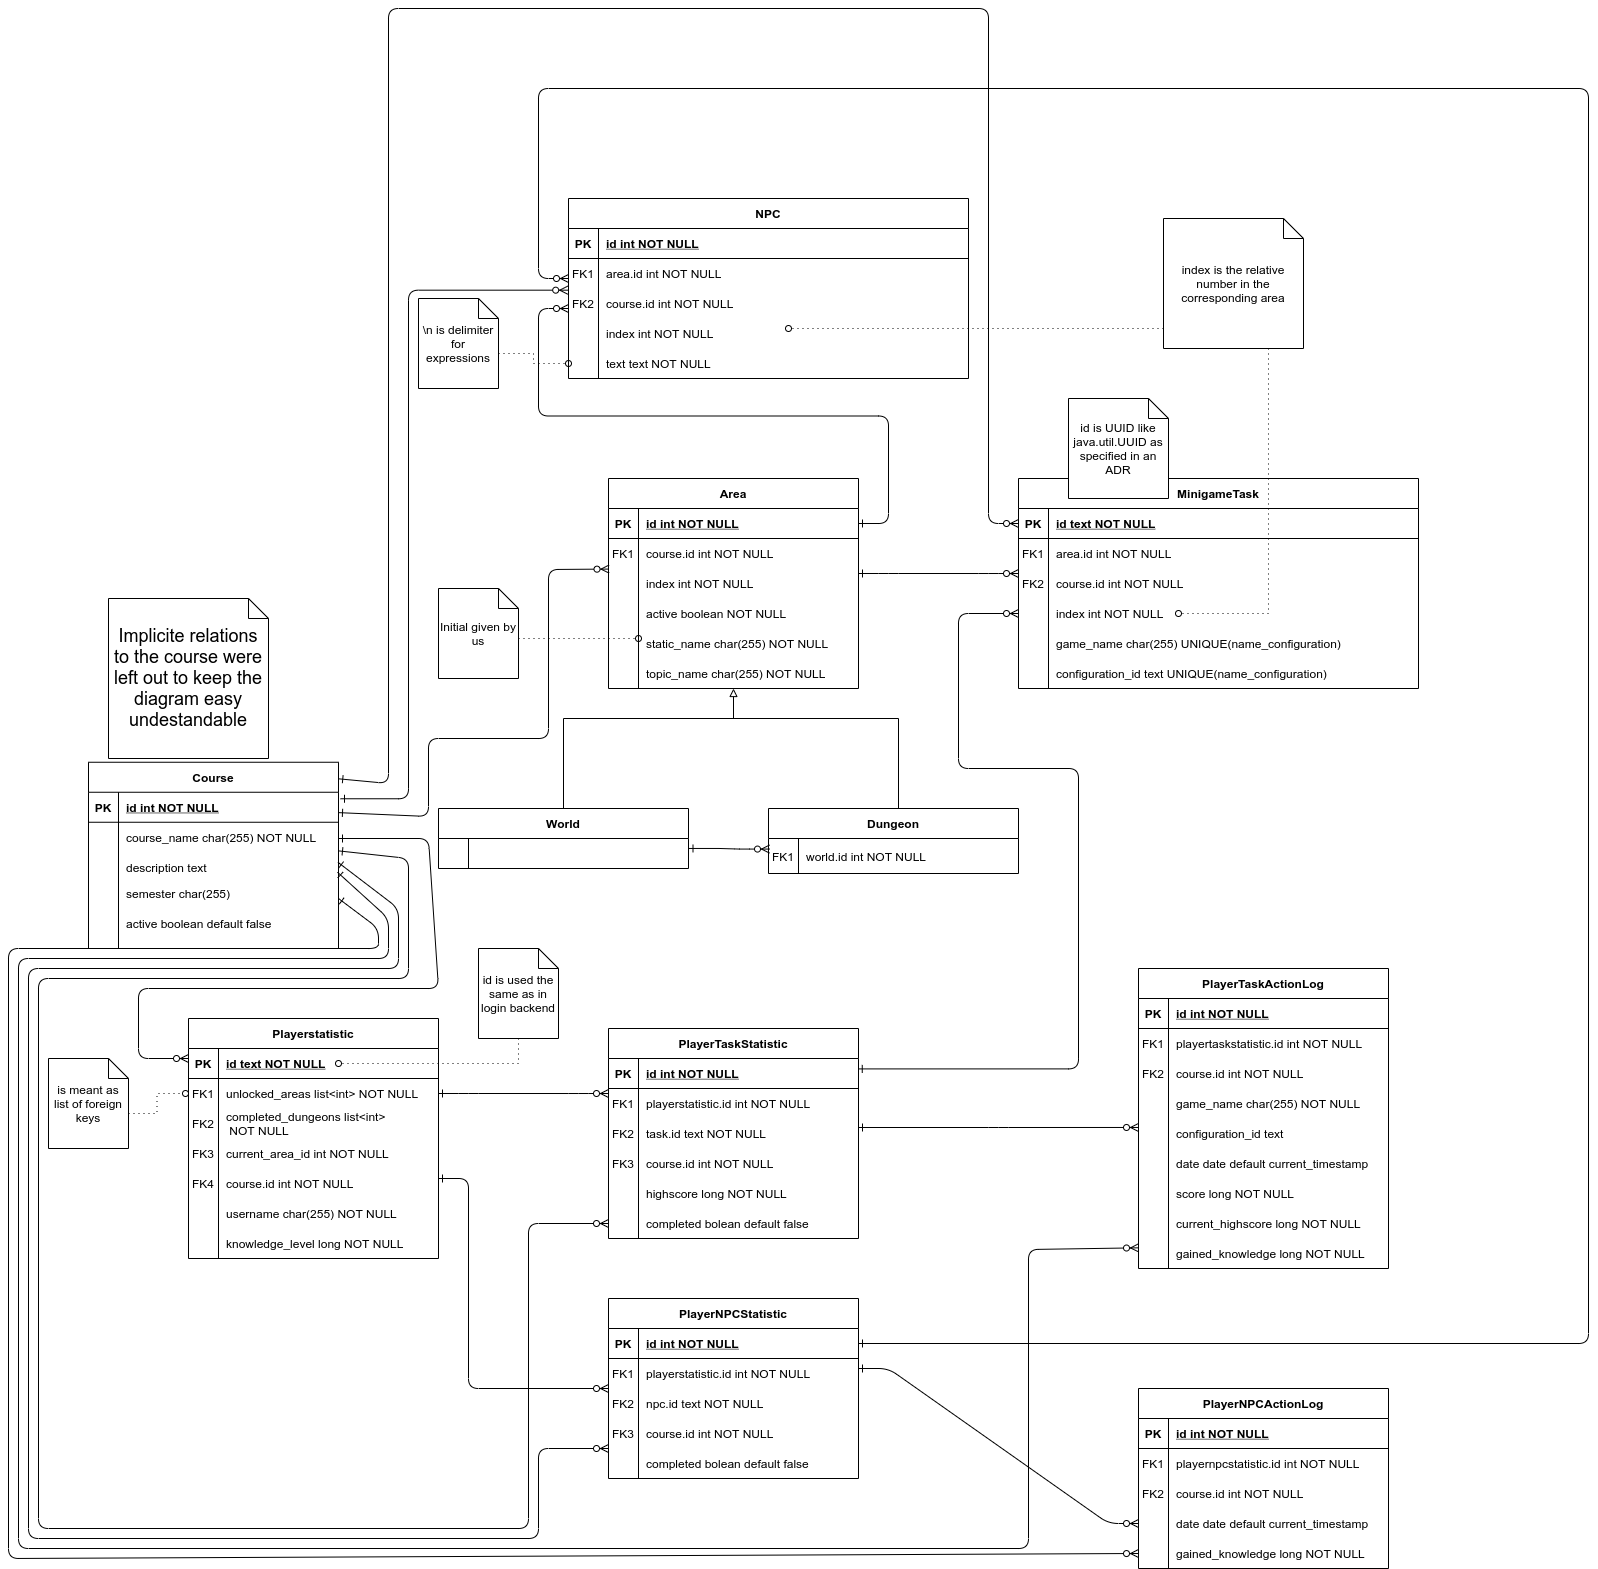 NPC
PK id int NOT NULL
FK1 area.id int NOT NULL
FK2 course.id int NOT NULL
index int NOT NULL
text text NOT NULL
index is the relative
number in the
corresponding area
\n is delimiter
for
expressions
id is UUID like
java.util.UUID as
specified in an
ADR
Area
PK id int NOT NULL
FK1 course.id int NOT NULL
index int NOT NULL
active boolean NOT NULL
static_name char(255) NOT NULL
topic_name char(255) NOT NULL
MinigameTask
PK id text NOT NULL
FK1 area.id int NOT NULL
FK2 course.id int NOT NULL
index int NOT NULL
game_name char(255) UNIQUE(name_configuration)
configuration_id text UNIQUE(name_configuration)
Initial given by
us
Implicite relations
to the course were
left out to keep the
diagram easy
undestandable
Course
PK id int NOT NULL
course_name char(255) NOT NULL
description text
semester char(255)
active boolean default false
World
Dungeon
FK1 world.id int NOT NULL
id is used the
same as in
login backend
is meant as
list of foreign
keys
Playerstatistic
PK id text NOT NULL
FK1 unlocked_areas list<int> NOT NULL
FK2 completed_dungeons list<int>
NOT NULL
FK3 current_area_id int NOT NULL
FK4 course.id int NOT NULL
username char(255) NOT NULL
knowledge_level long NOT NULL
PlayerTaskStatistic
PK id int NOT NULL
FK1 playerstatistic.id int NOT NULL
FK2 task.id text NOT NULL
FK3 course.id int NOT NULL
highscore long NOT NULL
completed bolean default false
PlayerTaskActionLog
PK id int NOT NULL
FK1 playertaskstatistic.id int NOT NULL
FK2 course.id int NOT NULL
game_name char(255) NOT NULL
configuration_id text
date date default current_timestamp
score long NOT NULL
current_highscore long NOT NULL
gained_knowledge long NOT NULL
PlayerNPCStatistic
PK id int NOT NULL
FK1 playerstatistic.id int NOT NULL
FK2 npc.id text NOT NULL
FK3 course.id int NOT NULL
completed bolean default false
PlayerNPCActionLog
PK id int NOT NULL
FK1 playernpcstatistic.id int NOT NULL
FK2 course.id int NOT NULL
date date default current_timestamp
gained_knowledge long NOT NULL